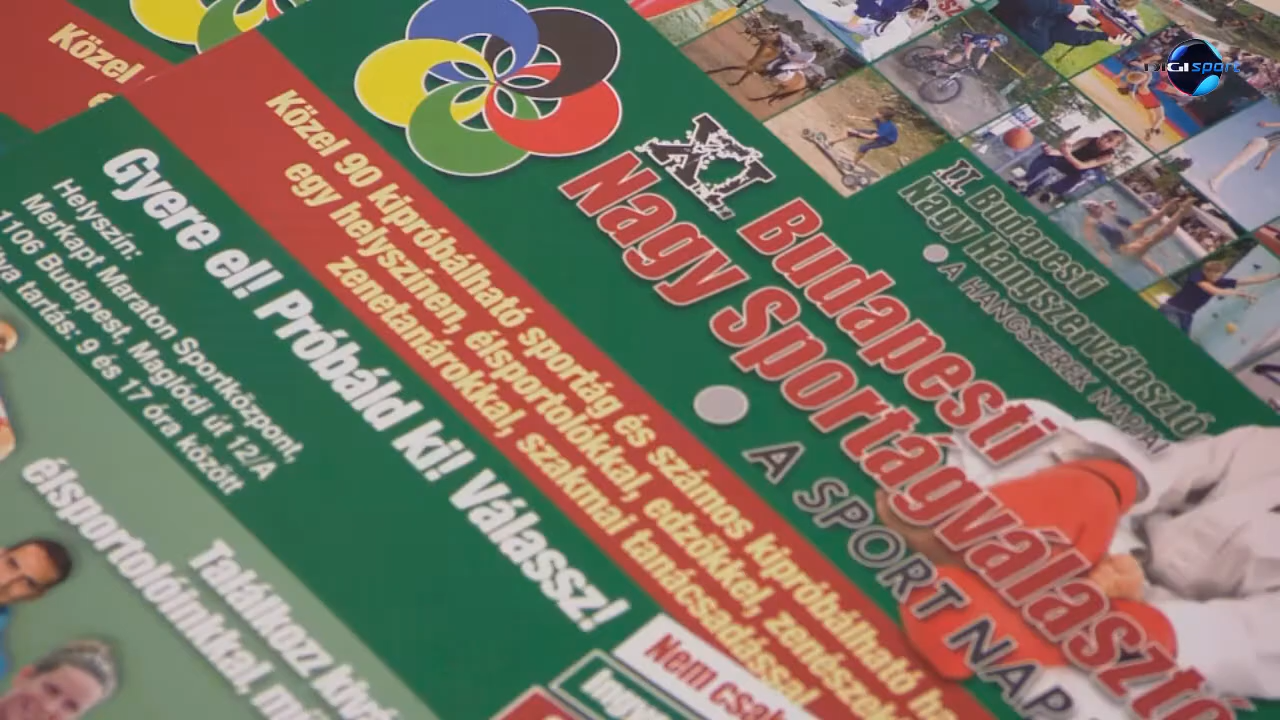 DIGI sport
Közel
XI. Budapesti
Nagy Sportágválasztó
A SPORT NAP
II. Budapesti
Nagy Hangszerválasztó
A HANGSZEREK NAPJAI
Közel 90 kipróbálható sportág és számos kipróbálható
egy helyszínen, élsportolókkal, edzőkkel, zenészek
zenetanárokkal, szakmai tanácsadással
Gyere el! Próbáld ki! Válassz!
Helyszín:
Merkapt Maraton Sportközpont,
1106 Budapest, Maglódi út 12/A
tartás: 9 és 17 óra között
Találkozz
élsportolóinkkal,
Nem